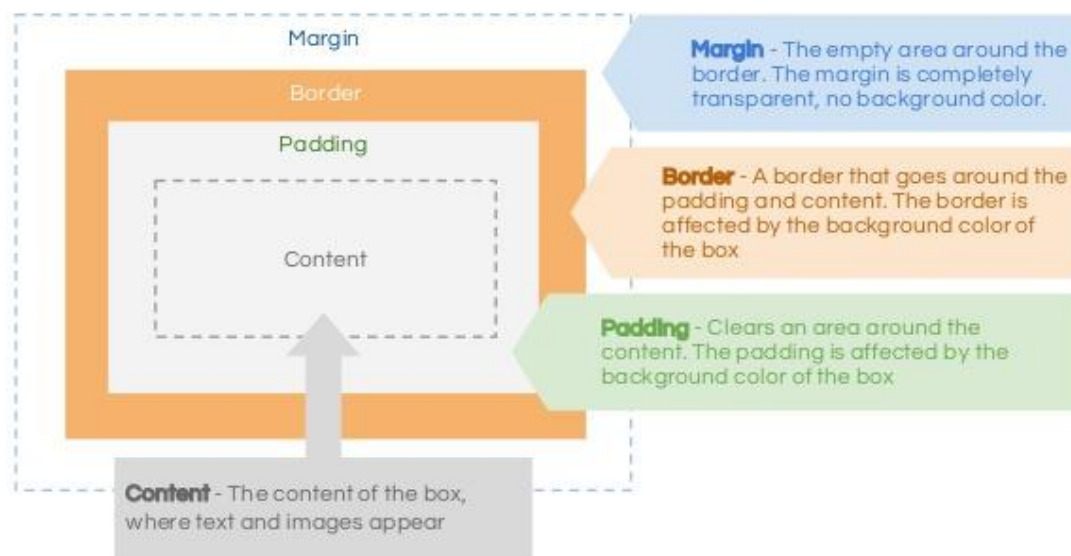 Margin
Border
Padding
Content
Margin - The empty area around the
border. The margin is completely
transparent, no background color.
Border - A border that goes around the
padding and content. The border is
affected by the background color of
the box
Padding - Clears an area around the
content. The padding is affected by the
background color of the box
Content - The content of the box,
where text and images appear